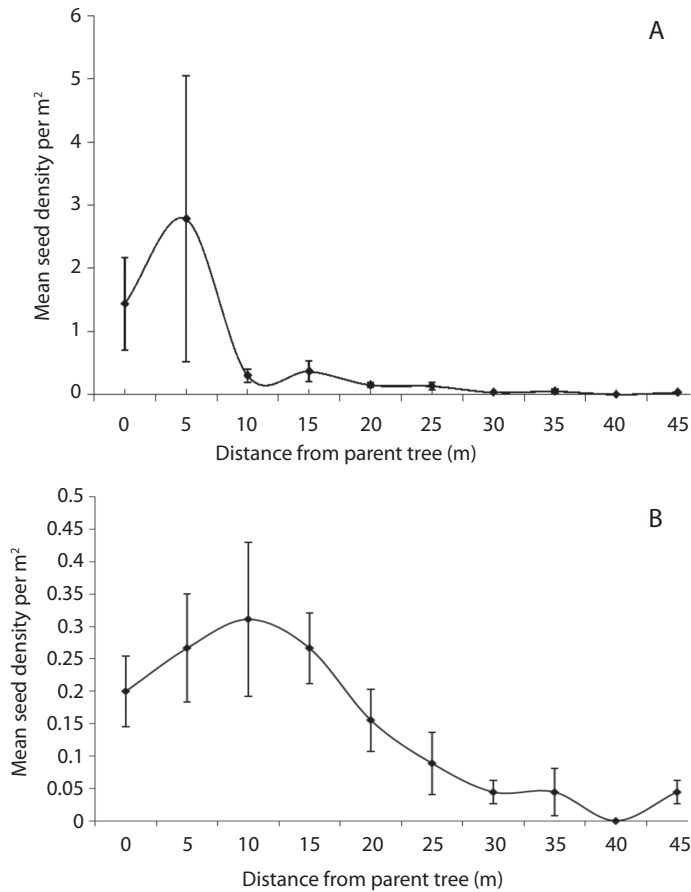 A
Mean seed density per m²
6
5
4
3
2
1
0
0 5 10 15 20 25 30 35 40 45
Distance from parent tree (m)
B
Mean seed density per m²
0.5
0.45
0.4
0.35
0.3
0.25
0.2
0.15
0.1
0.05
0
0 5 10 15 20 25 30 35 40 45
Distance from parent tree (m)